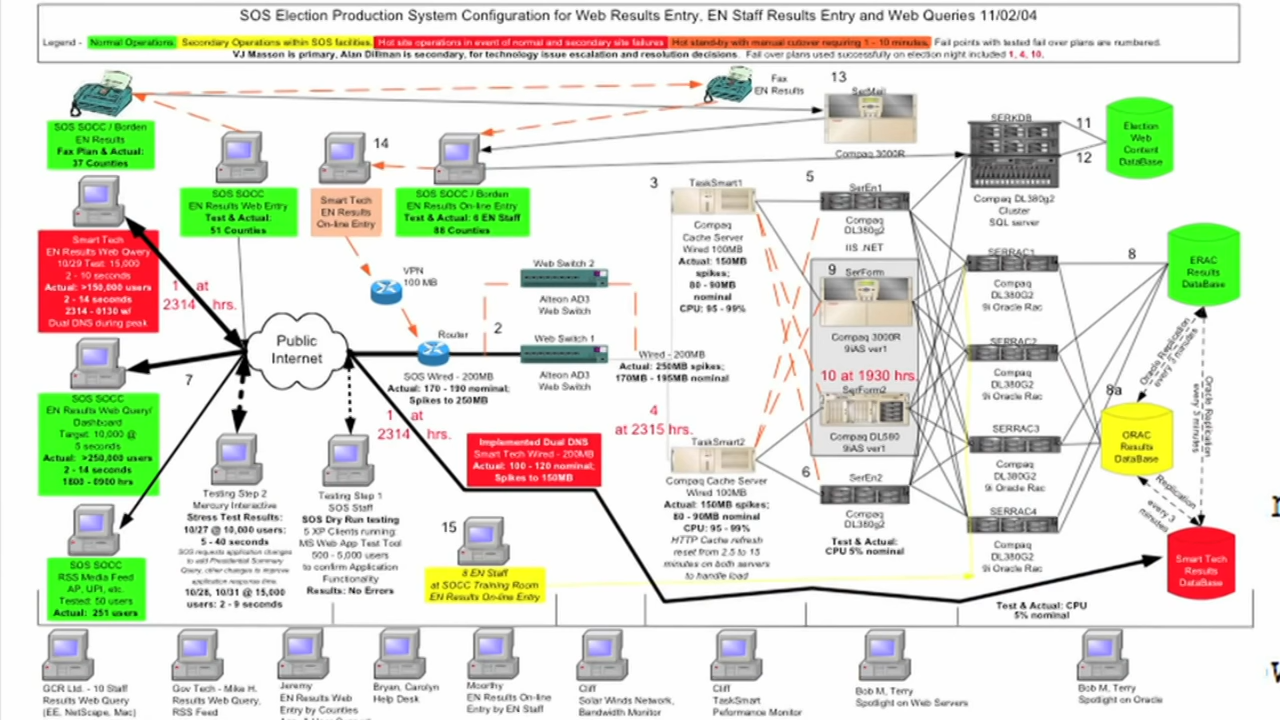 SOS Election Production System Configuration for Web Results Entry, EN Staff Results Entry and Web Queries 11/02/04
Legend - Normal Operations. Secondary Operations within SOS facilities. Hot site operations in event of normal and secondary site failures Hot stand-by with manual cutover requiring 1 - 10 minutes. Fail points with tested fail over plans are numbered.
VJ Masson is primary, Alan Dillman is secondary, for technology issue escalation and resolution decisions. Fail over plans used successfully on election night included 1, 4, 10.
Fax
EN Results
13
SerMail
Compaq 3000R
SOS SOCC / Borden
EN Results
Fax Plan & Actual:
37 Counties
SOS SOCC
EN Results Web Entry
Test & Actual:
51 Counties
14
Smart Tech
EN Results
On-line Entry
SOS SOCC / Borden
EN Results On-line Entry
Test & Actual: 6 EN Staff
88 Counties
SERKDB
11
12
Compaq DL380g2
Cluster
SQL server
Election
Web
Content
DataBase
Smart Tech
EN Results Web Qwery
10/29 Test: 15,000
2 - 10 seconds
Actual: >150,000 users
2 - 14 seconds
2314 - 0130 w/
Dual DNS during peak
1 at
2314 hrs.
Public
Internet
VPN
100 MB
Router
SOS Wired - 200MB
Actual: 170 - 190 nominal;
Spikes to 250MB
2
Web Switch 2
Alteon AD3
Web Switch
Web Switch 1
Alteon AD3
Web Switch
Wired - 200MB
Actual: 250MB spikes;
170MB - 195MB nominal
3
TaskSmart1
Compaq
Cache Server
Wired 100MB
Actual: 150MB
spikes;
80 - 90MB
nominal
CPU: 95 - 99%
5
SerEn1
Compaq
DL380g2
IIS .NET
9
SerForm
Compaq 3000R
9iAS ver1
10 at 1930 hrs.
SerForm2
Compaq DL580
9iAS ver1
6
SerEn2
Compaq
DL380g2
Test & Actual:
CPU 5% nominal
4
at 2315 hrs.
TaskSmart2
Compaq Cache Server
Wired 100MB
Actual: 150MB spikes;
80 - 90MB nominal
CPU: 95 - 99%
HTTP Cache refresh
reset from 2.5 to 15
minutes on both servers
to handle load
SERRAC1
Compaq
DL380G2
9i Oracle Rac
SERRAC2
Compaq
DL380G2
9i Oracle Rac
SERRAC3
Compaq
DL380G2
9i Oracle Rac
SERRAC4
Compaq
DL380G2
9i Oracle Rac
Test & Actual: CPU
5% nominal
8
ERAC
Results
DataBase
8a
ORAC
Results
DataBase
Oracle Replication
every 3 minutes
Oracle Replication
every 5 minutes
Replication
every 3
minutes
Smart Tech
Results
DataBase
7
SOS SOCC
EN Results Web Query/
Dashboard
Target: 10,000 @
5 seconds
Actual: >250,000 users
2 - 14 seconds
1800 - 0900 hrs
SOS SOCC
RSS Media Feed
AP, UPI, etc.
Tested: 50 users
Actual: 251 users
Testing Step 2
Mercury Interactive
Stress Test Results:
10/27 @ 10,000 users:
5 - 40 seconds
SOS requests application changes
to add Presidential Summary
Query, other changes to improve
application response time.
10/28, 10/31 @ 15,000
users: 2 - 9 seconds
Testing Step 1
SOS Staff
SOS Dry Run testing
5 XP Clients running:
MS Web App Test Tool
500 - 5,000 users
to confirm Application
Functionality
Results: No Errors
1 at
2314 hrs.
Implemented Dual DNS
Smart Tech Wired - 200MB
Actual: 100 - 120 nominal;
Spikes to 150MB
15
8 EN Staff
at SOCC Training Room
EN Results On-line Entry
GCR Ltd. - 10 Staff
Results Web Query
(EE, NetScape, Mac)
Gov Tech - Mike H.
Results Web Query,
RSS Feed
Jeremy
EN Results Web
Entry by Counties
Bryan, Carolyn
Help Desk
Moorthy
EN Results On-line
Entry by EN Staff
Cliff
Solar Winds Network,
Bandwidth Monitor
Cliff
TaskSmart
Peformance Monitor
Bob M, Terry
Spotlight on Web Servers
Bob M, Terry
Spotlight on Oracle